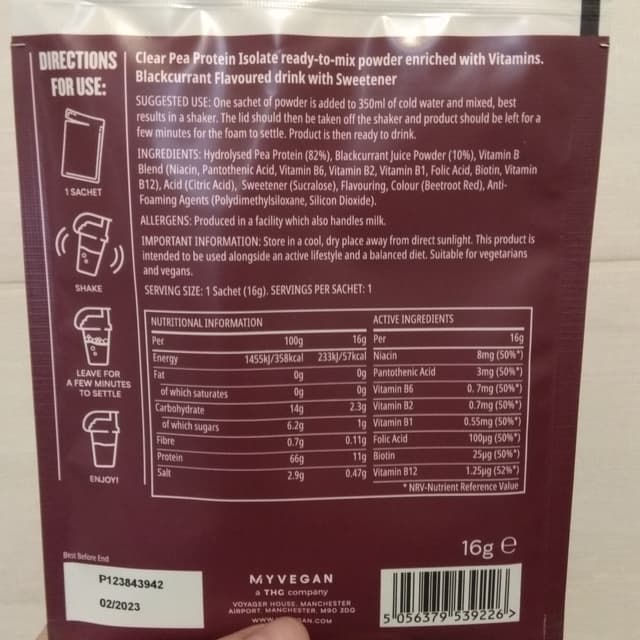 DIRECTIONS
FOR USE:
1 SACHET
SHAKE
LEAVE FOR
A FEW MINUTES
TO SETTLE
ENJOY!
Clear Pea Protein Isolate ready-to-mix powder enriched with Vitamins.
Blackcurrant Flavoured drink with Sweetener
SUGGESTED USE: One sachet of powder is added to 350ml of cold water and mixed, best
results in a shaker. The lid should then be taken off the shaker and product should be left for a
few minutes for the foam to settle. Product is then ready to drink.
INGREDIENTS: Hydrolysed Pea Protein (82%), Blackcurrant Juice Powder (10%), Vitamin B
Blend (Niacin, Pantothenic Acid, Vitamin B6, Vitamin B2, Vitamin B1, Folic Acid, Biotin, Vitamin
B12), Acid (Citric Acid), Sweetener (Sucralose), Flavouring, Colour (Beetroot Red), Anti-
Foaming Agents (Polydimethylsiloxane, Silicon Dioxide).
ALLERGENS: Produced in a facility which also handles milk.
IMPORTANT INFORMATION: Store in a cool, dry place away from direct sunlight. This product is
intended to be used alongside an active lifestyle and a balanced diet. Suitable for vegetarians
and vegans.
SERVING SIZE: 1 Sachet (16g). SERVINGS PER SACHET: 1
NUTRITIONAL INFORMATION
Per 100g 16g
Energy 1455kJ/358kcal 233kJ/57kcal
Fat 0g 0g
of which saturates 0g 0g
Carbohydrate 14g 2.3g
of which sugars 6.2g 1g
Fibre 0.7g 0.11g
Protein 66g 11g
Salt 2.9g 0.47g
ACTIVE INGREDIENTS
Per 16g
Niacin 8mg (50%*)
Pantothenic Acid 3mg (50%*)
Vitamin B6 0.7mg (50%*)
Vitamin B2 0.7mg (50%*)
Vitamin B1 0.55mg (50%*)
Folic Acid 100µg (50%*)
Biotin 25µg (50%*)
Vitamin B12 1.25µg (52%*)
* NRV-Nutrient Reference Value
16g e
Best Before End
P123843942
02/2023
MYVEGAN
a THG company
VOYAGER HOUSE, MANCHESTER
AIRPORT, MANCHESTER, M90 3DQ
5 056379 539226 >